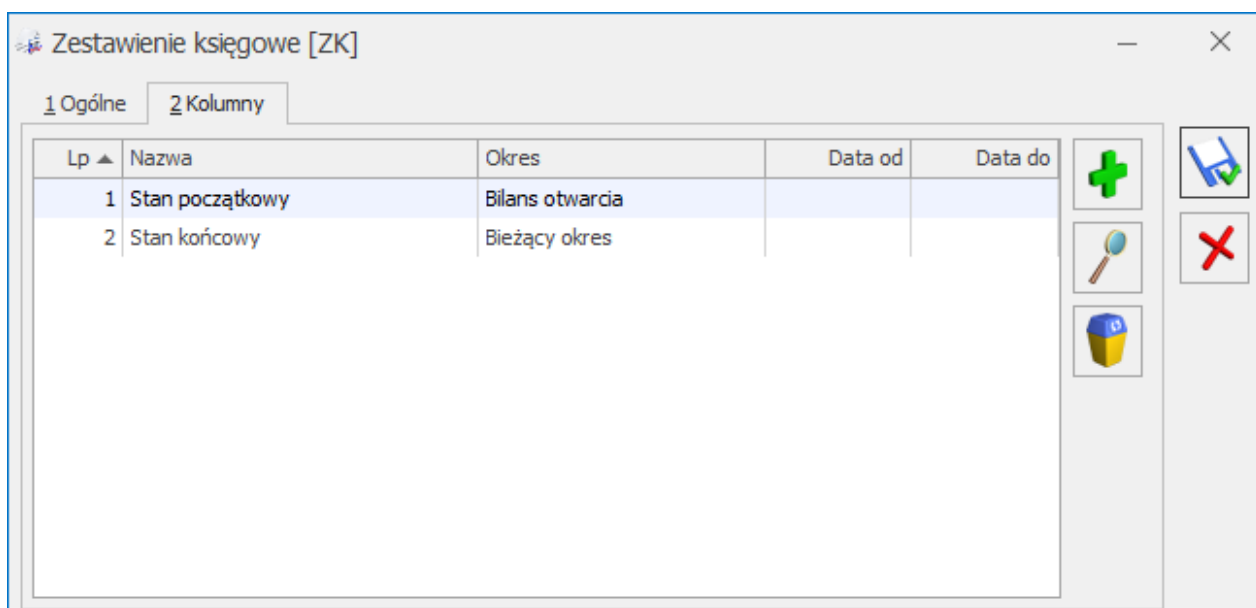 Zestawienie księgowe [ZK]
1 Ogólne 2 Kolumny
Lp Nazwa Okres Data od Data do
1 Stan początkowy Bilans otwarcia
2 Stan końcowy Bieżący okres